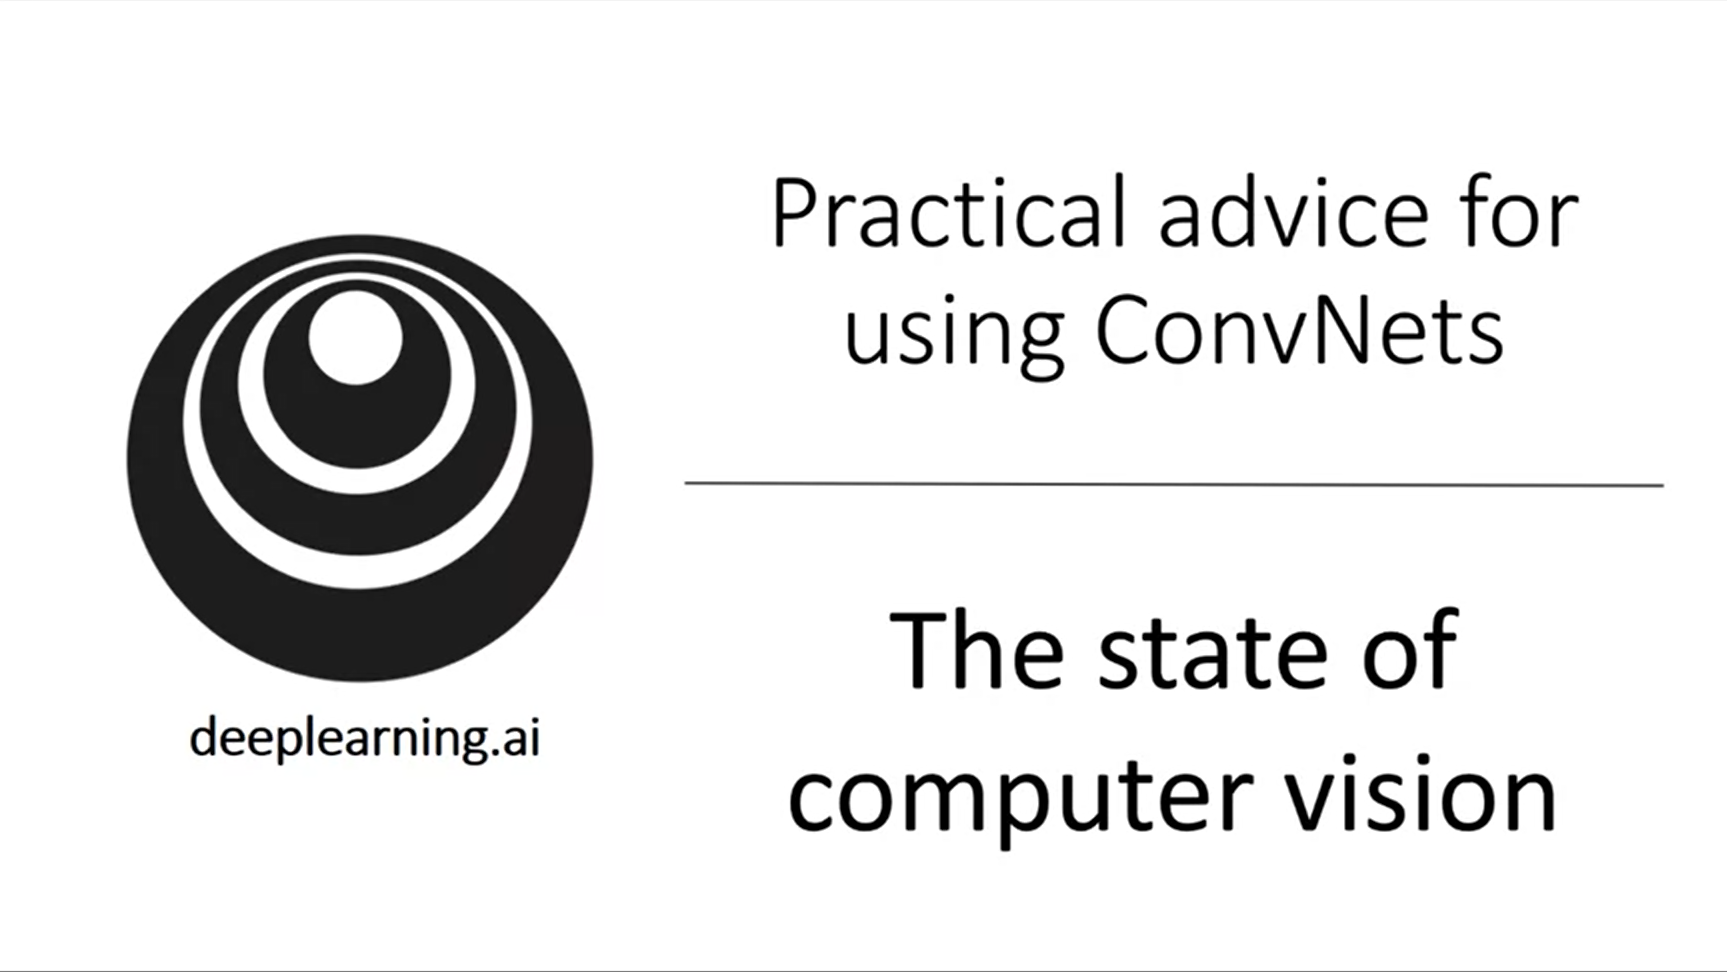 Practical advice for
using ConvNets
The state of
computer vision
deeplearning.ai